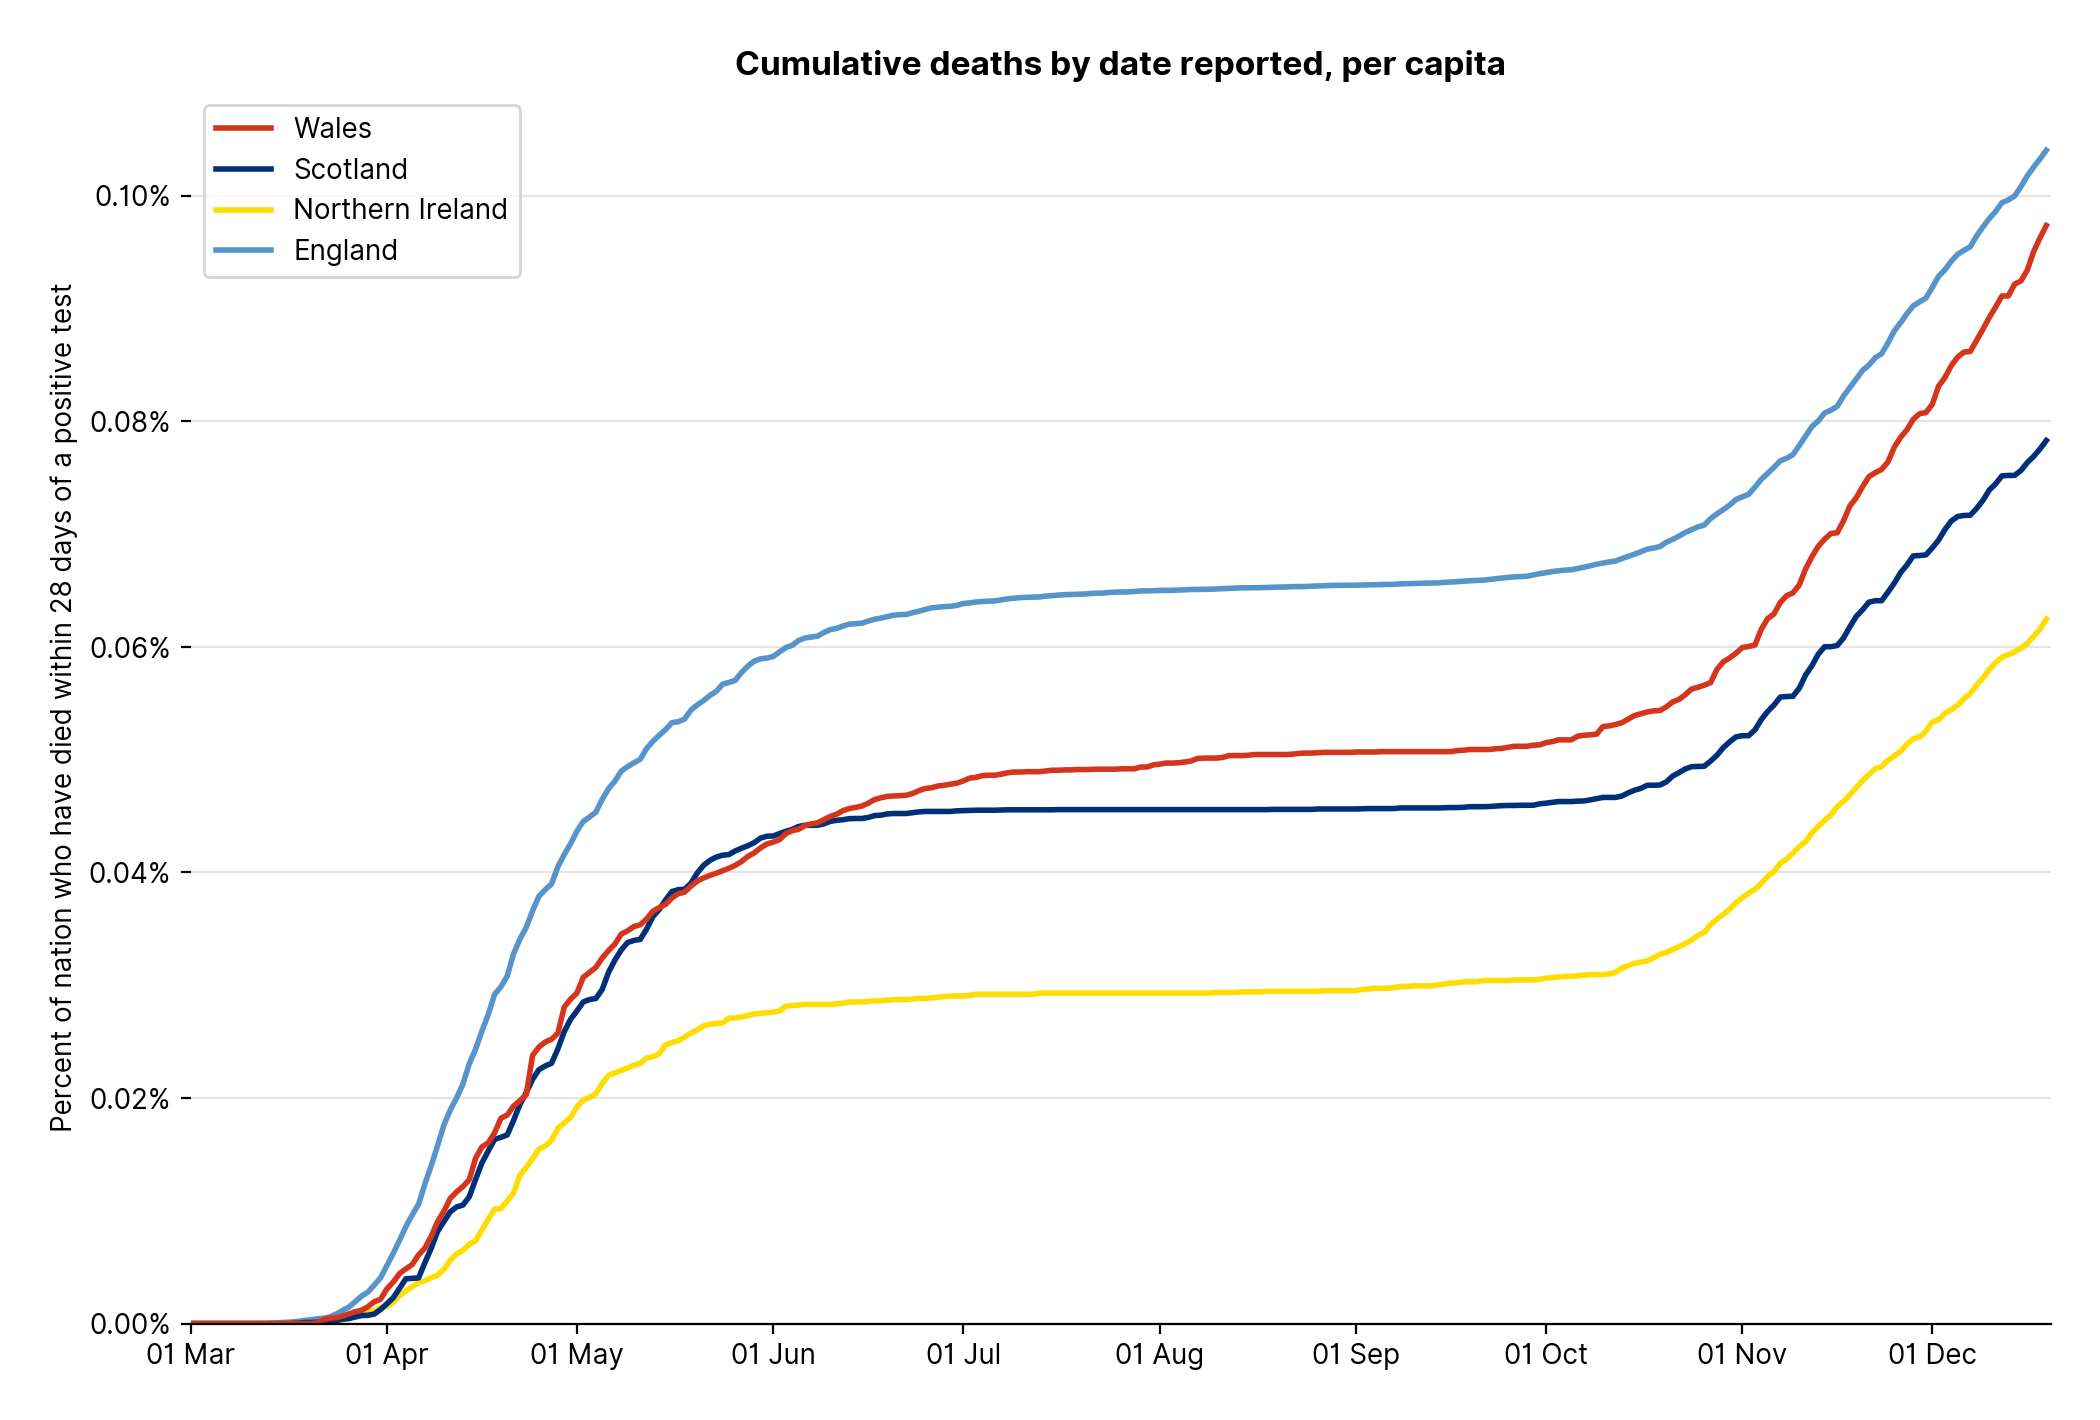 Cumulative deaths by date reported, per capita
Wales
Scotland
Northern Ireland
England
Percent of nation who have died within 28 days of a positive test
0.10%
0.08%
0.06%
0.04%
0.02%
0.00%
01 Mar
01 Apr
01 May
01 Jun
01 Jul
01 Aug
01 Sep
01 Oct
01 Nov
01 Dec